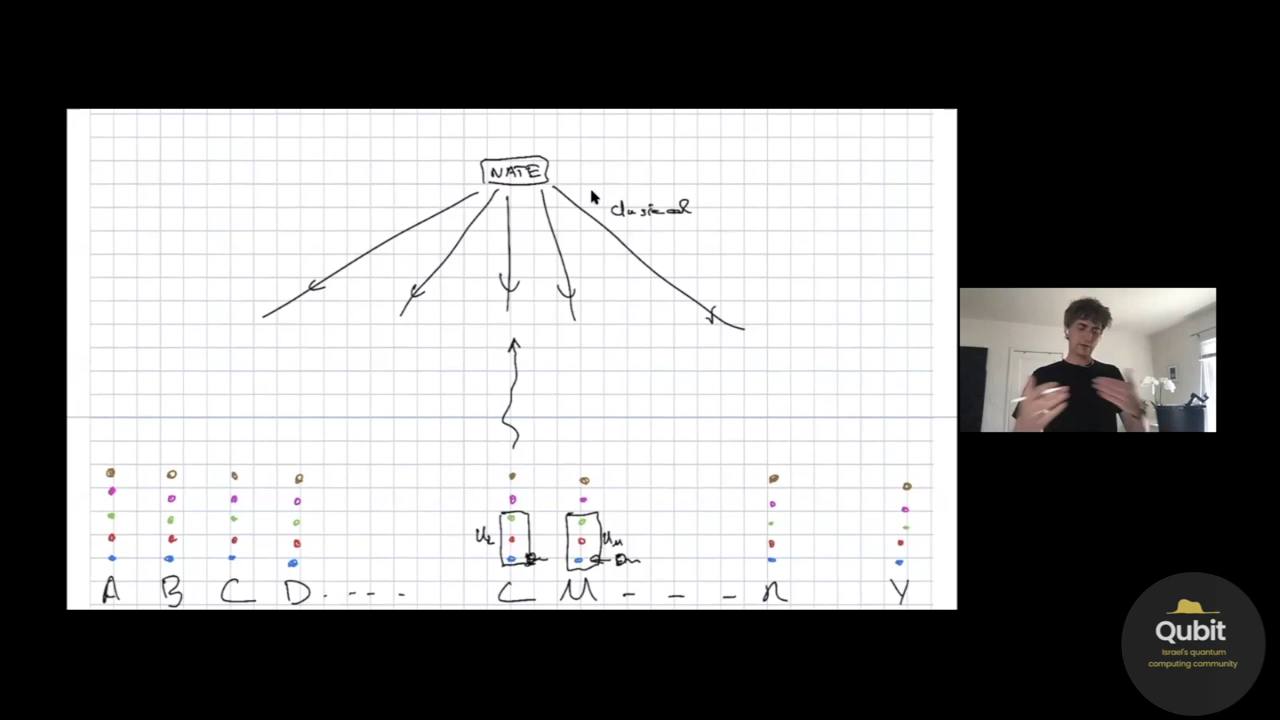 NATE
classical
A B C D . - - - . C M - - - n Y
Qubit
Israel's quantum
computing community